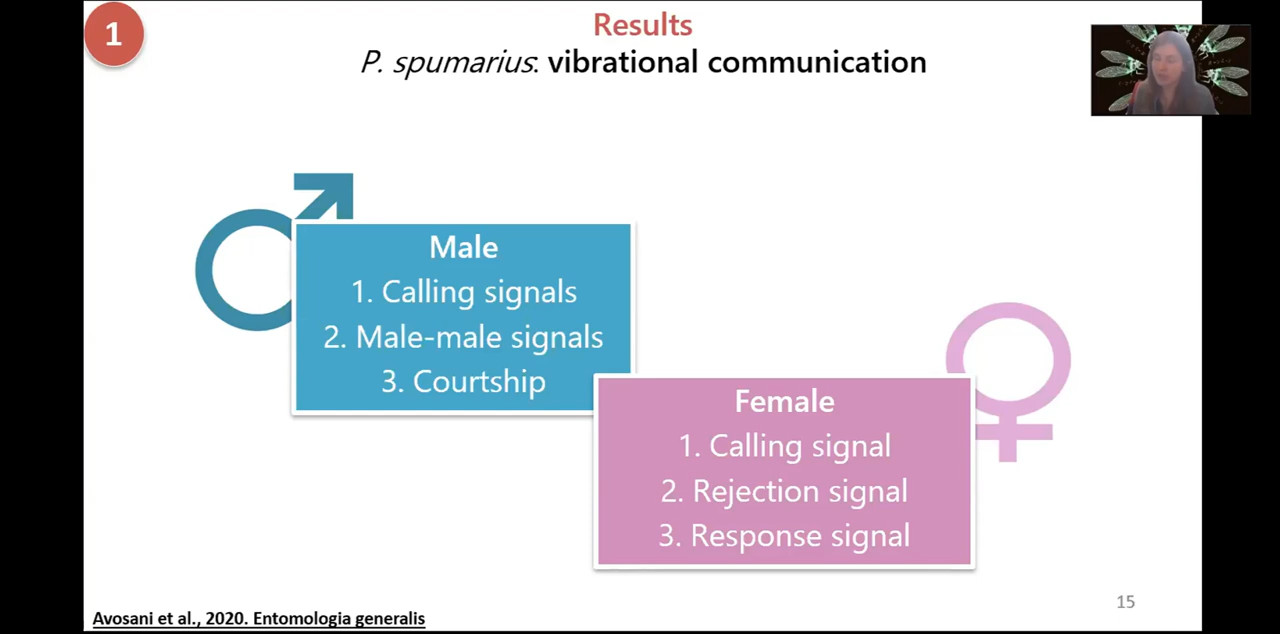 1
Results
P. spumarius: vibrational communication
Male
1. Calling signals
2. Male-male signals
3. Courtship
Female
1. Calling signal
2. Rejection signal
3. Response signal
15
Avosani et al., 2020. Entomologia generalis